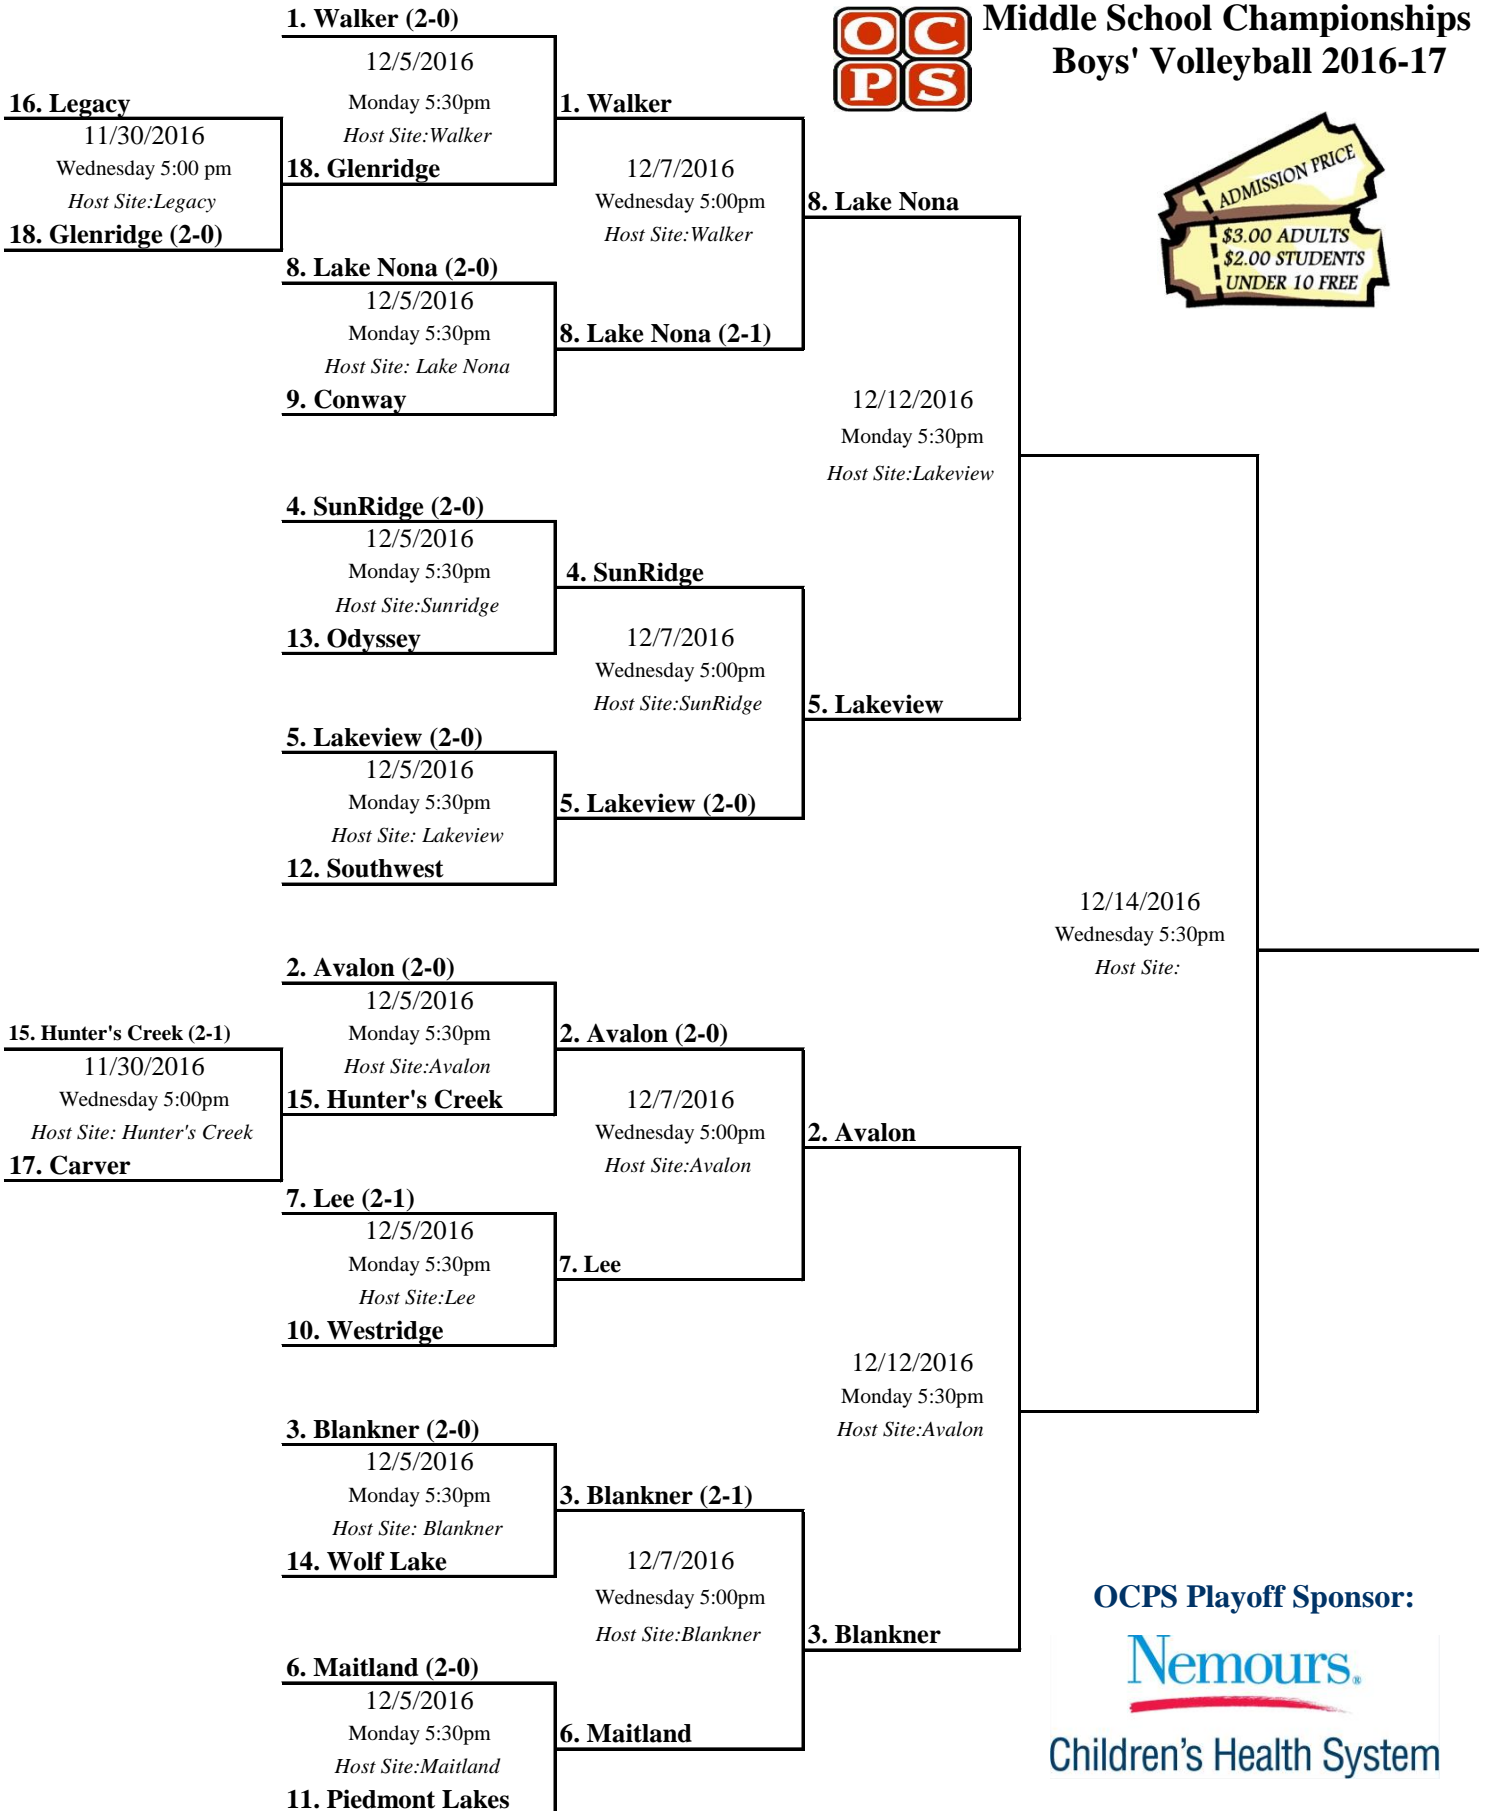 Middle School Championships
Boys' Volleyball 2016-17
O C
P S
ADMISSION PRICE
$3.00 ADULTS
$2.00 STUDENTS
UNDER 10 FREE
16. Legacy
11/30/2016
Wednesday 5:00 pm
Host Site:Legacy
18. Glenridge (2-0)
15. Hunter's Creek (2-1)
11/30/2016
Wednesday 5:00pm
Host Site: Hunter's Creek
17. Carver
1. Walker (2-0)
12/5/2016
Monday 5:30pm
Host Site:Walker
18. Glenridge
8. Lake Nona (2-0)
12/5/2016
Monday 5:30pm
Host Site: Lake Nona
9. Conway
4. SunRidge (2-0)
12/5/2016
Monday 5:30pm
Host Site:Sunridge
13. Odyssey
5. Lakeview (2-0)
12/5/2016
Monday 5:30pm
Host Site: Lakeview
12. Southwest
2. Avalon (2-0)
12/5/2016
Monday 5:30pm
Host Site:Avalon
15. Hunter's Creek
7. Lee (2-1)
12/5/2016
Monday 5:30pm
Host Site:Lee
10. Westridge
3. Blankner (2-0)
12/5/2016
Monday 5:30pm
Host Site: Blankner
14. Wolf Lake
6. Maitland (2-0)
12/5/2016
Monday 5:30pm
Host Site:Maitland
11. Piedmont Lakes
1. Walker
12/7/2016
Wednesday 5:00pm
Host Site:Walker
8. Lake Nona (2-1)
4. SunRidge
12/7/2016
Wednesday 5:00pm
Host Site:SunRidge
5. Lakeview (2-0)
2. Avalon (2-0)
12/7/2016
Wednesday 5:00pm
Host Site:Avalon
7. Lee
3. Blankner (2-1)
12/7/2016
Wednesday 5:00pm
Host Site:Blankner
6. Maitland
8. Lake Nona
12/12/2016
Monday 5:30pm
Host Site:Lakeview
5. Lakeview
2. Avalon
12/12/2016
Monday 5:30pm
Host Site:Avalon
3. Blankner
12/14/2016
Wednesday 5:30pm
Host Site:
OCPS Playoff Sponsor:
Nemours®
Children's Health System